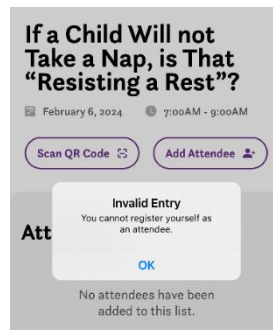 If a Child Will not
Take a Nap, is That
“Resisting a Rest”?
February 6, 2024 7:00AM - 9:00AM
Scan QR Code Add Attendee
Invalid Entry
You cannot register yourself as
an attendee.
Att
OK
No attendees have been
added to this list.